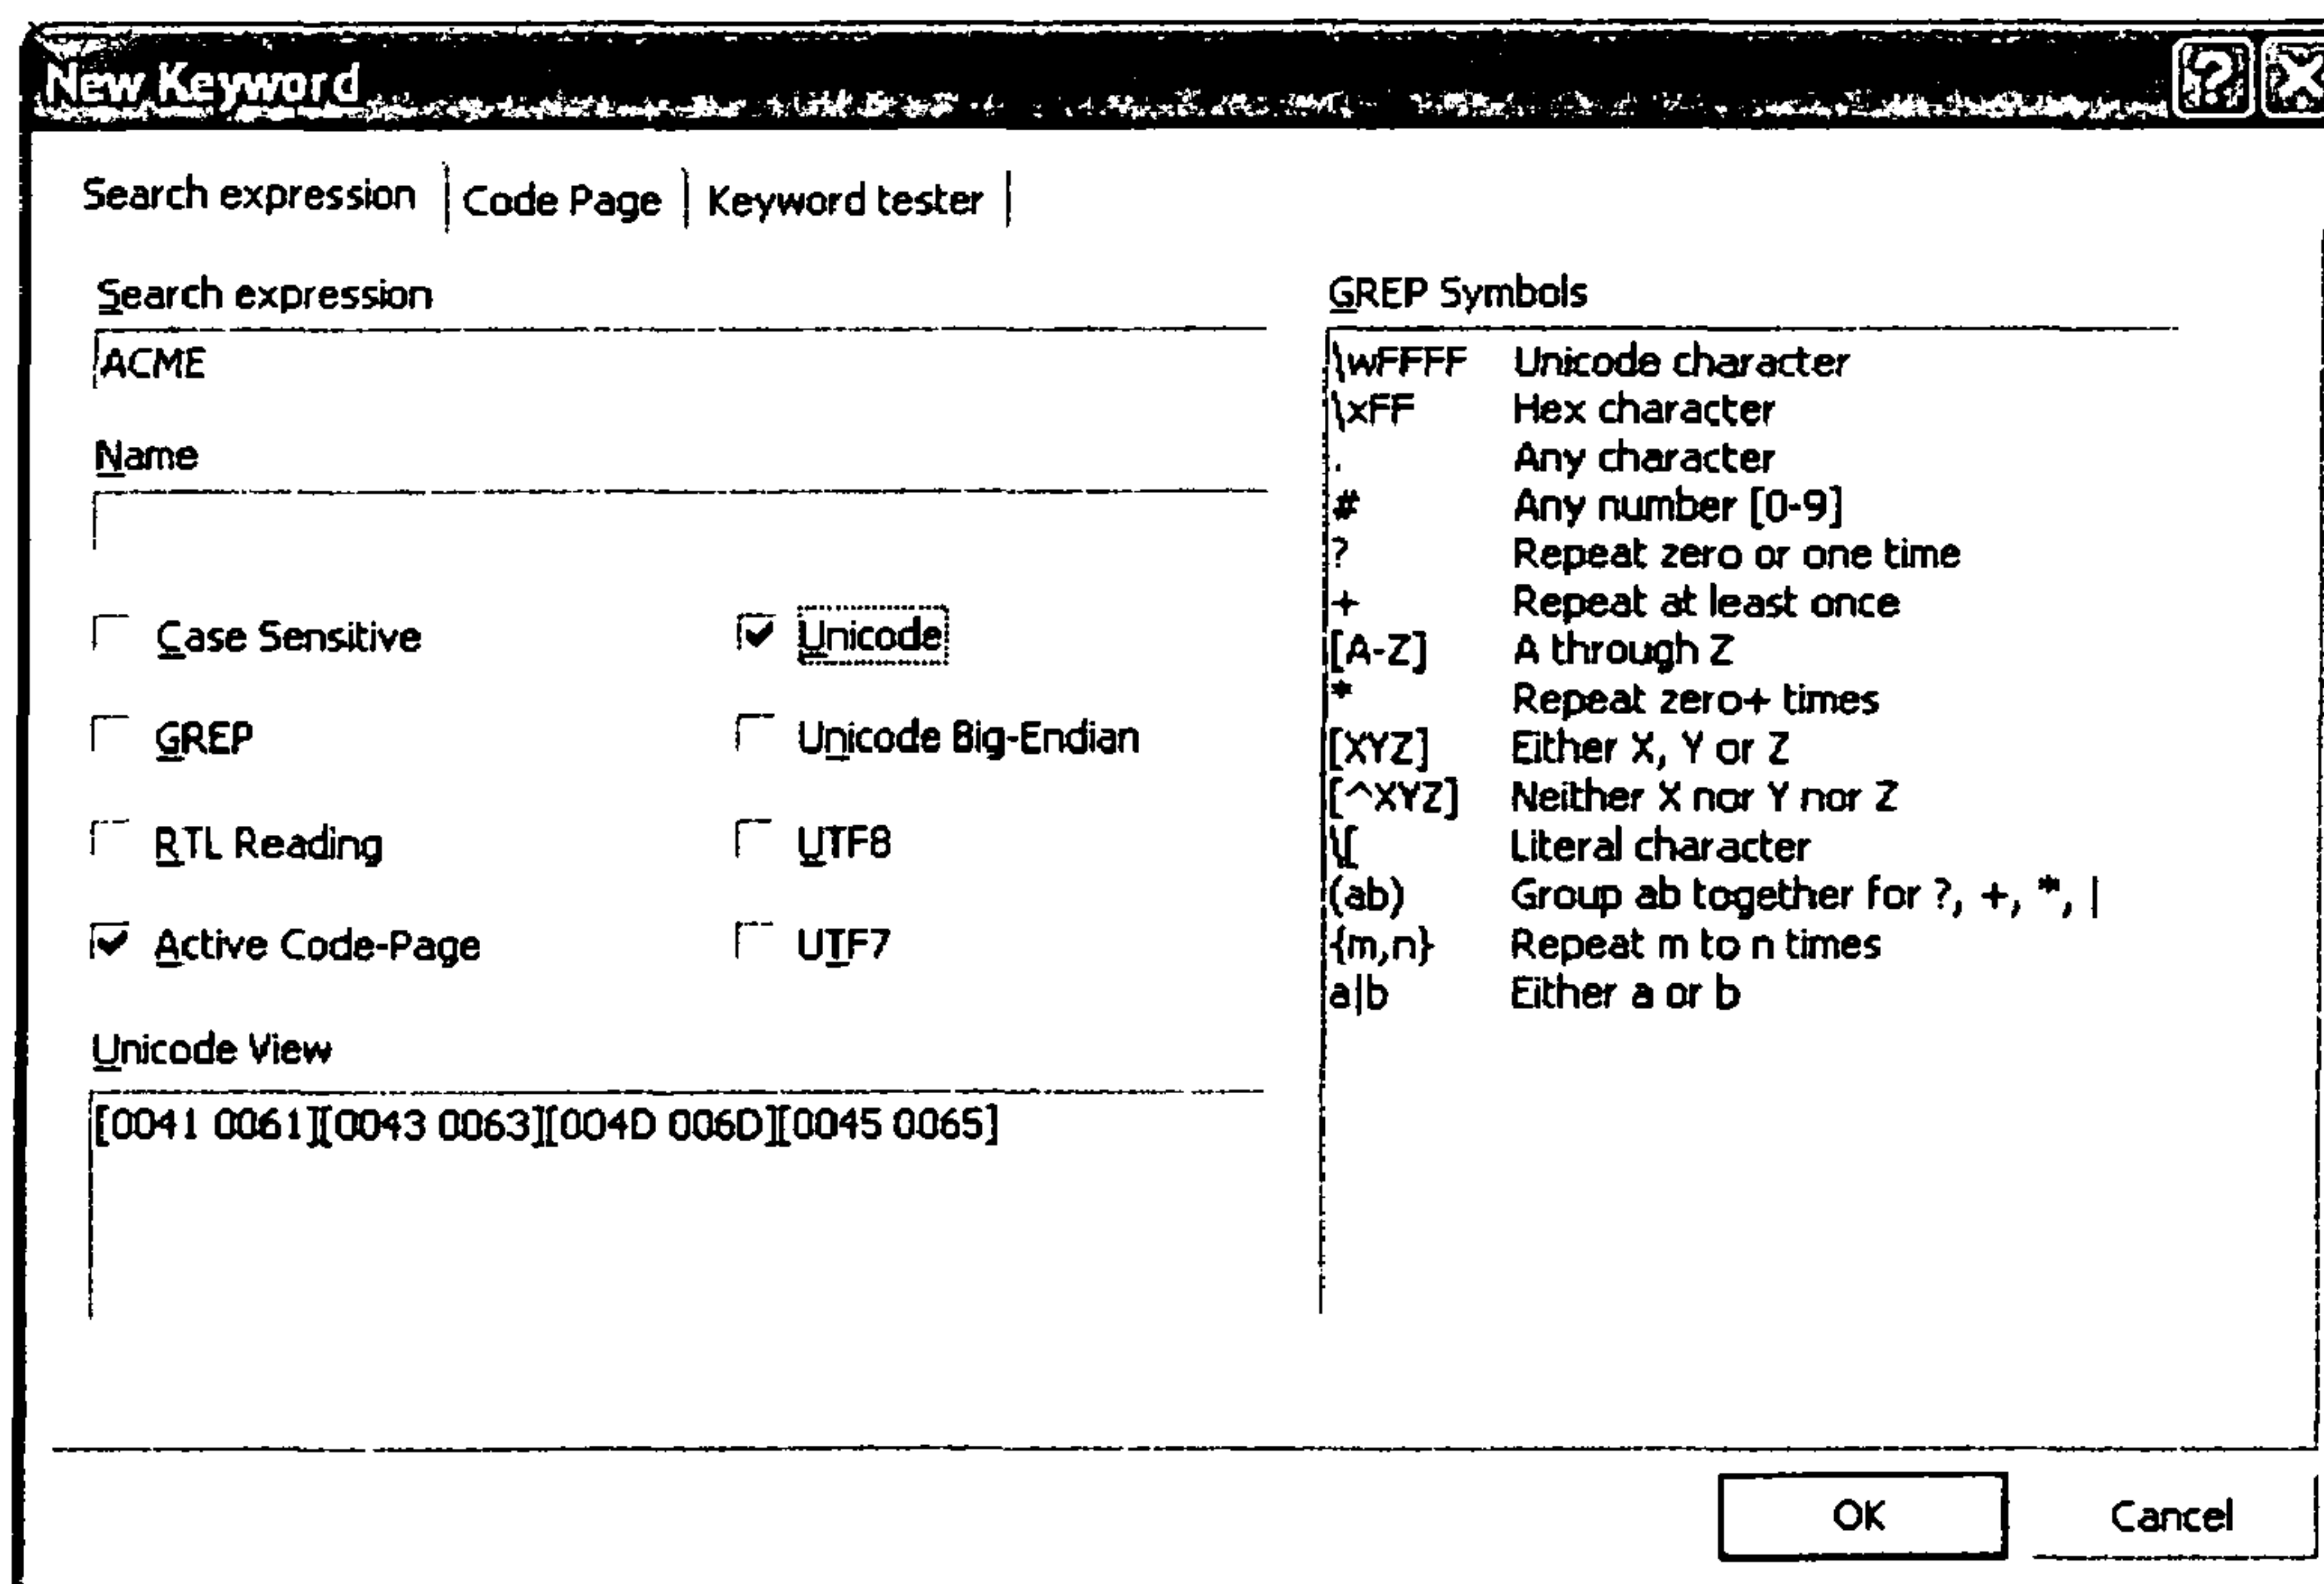 New Keyword
Search expression Code Page Keyword tester
Search expression
ACME
Name
Case Sensitive Unicode
GREP Unicode Big-Endian
RTL Reading UTF8
Active Code-Page UTF7
Unicode View
[0041 0061][0043 0063][004D 006D][0045 0065]
GREP Symbols
\wFFFF Unicode character
\xFF Hex character
. Any character
# Any number [0-9]
? Repeat zero or one time
+ Repeat at least once
[A-Z] A through Z
* Repeat zero+ times
[XYZ] Either X, Y or Z
[^XYZ] Neither X nor Y nor Z
\[ Literal character
(ab) Group ab together for ?, +, *, |
{m,n} Repeat m to n times
a|b Either a or b
OK Cancel